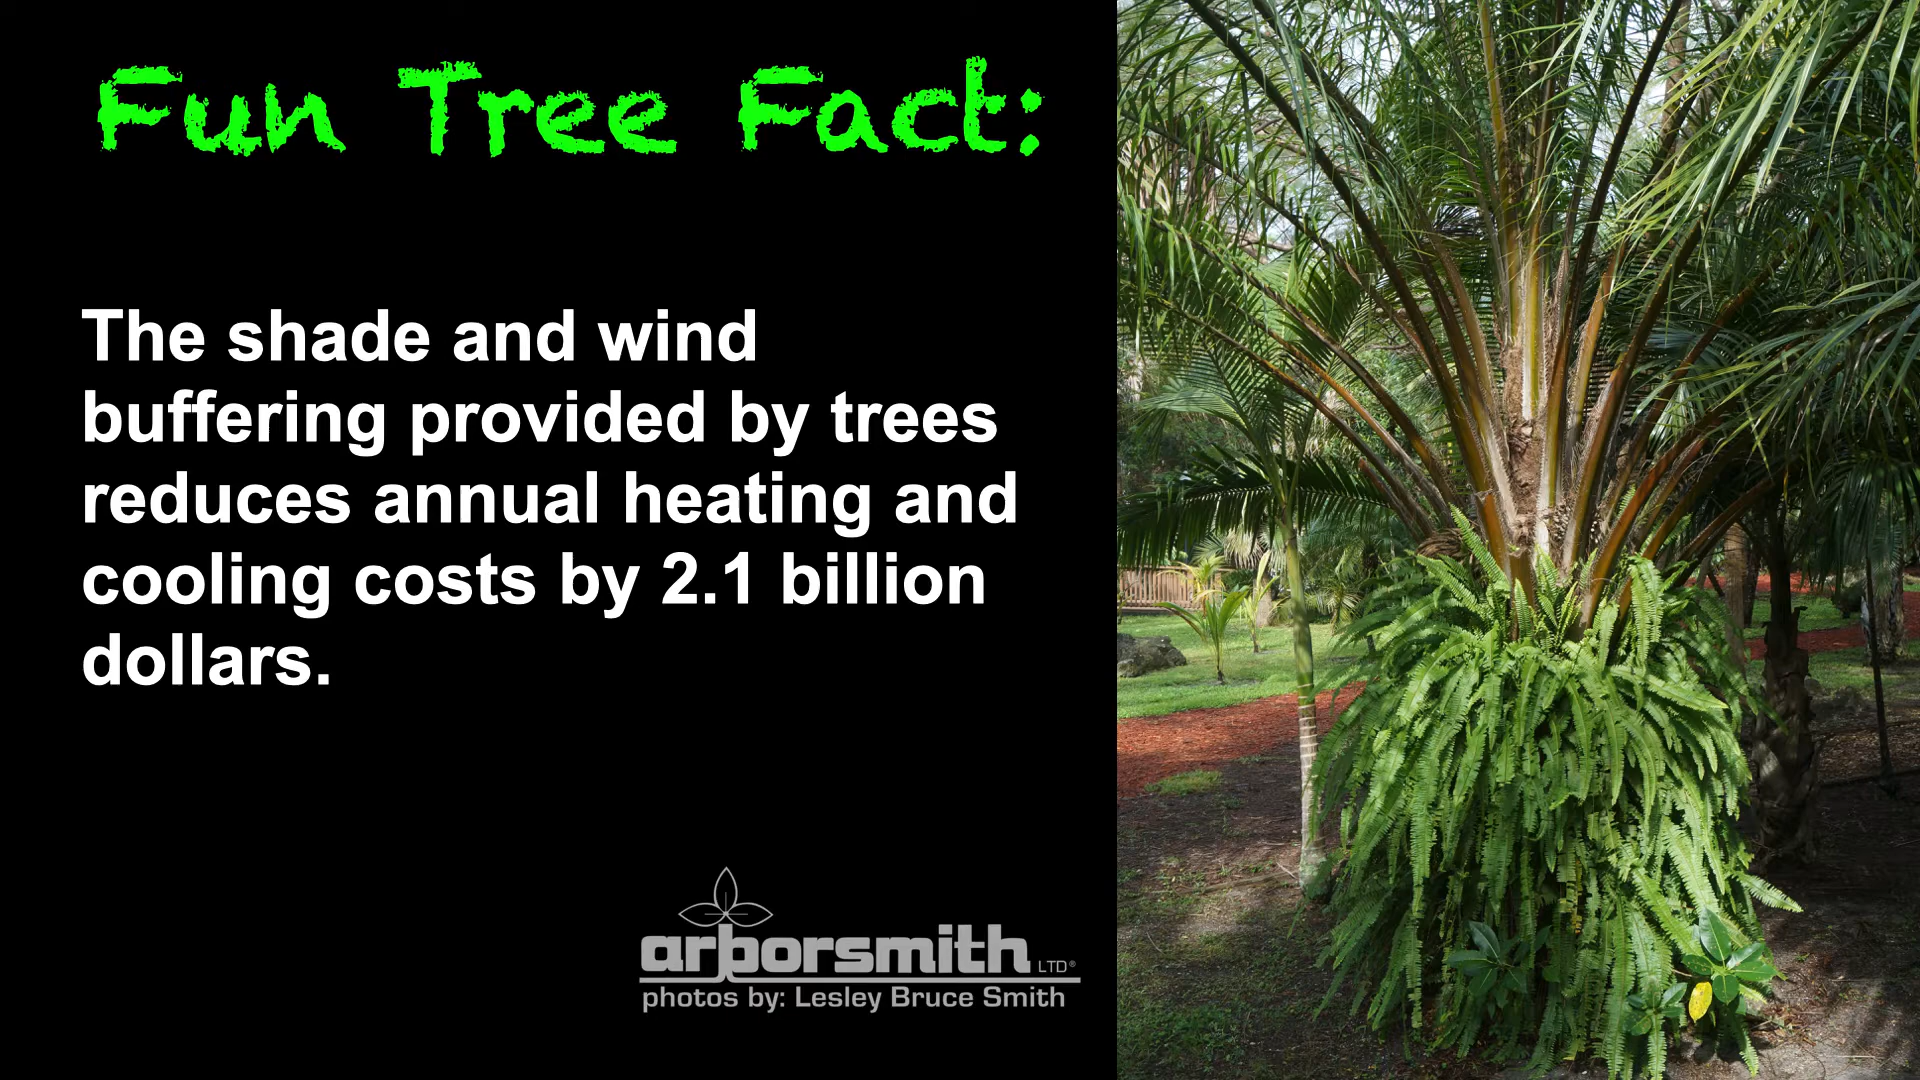 Fun Tree Fact:
The shade and wind
buffering provided by trees
reduces annual heating and
cooling costs by 2.1 billion
dollars.
arborsmith LTD®
photos by: Lesley Bruce Smith